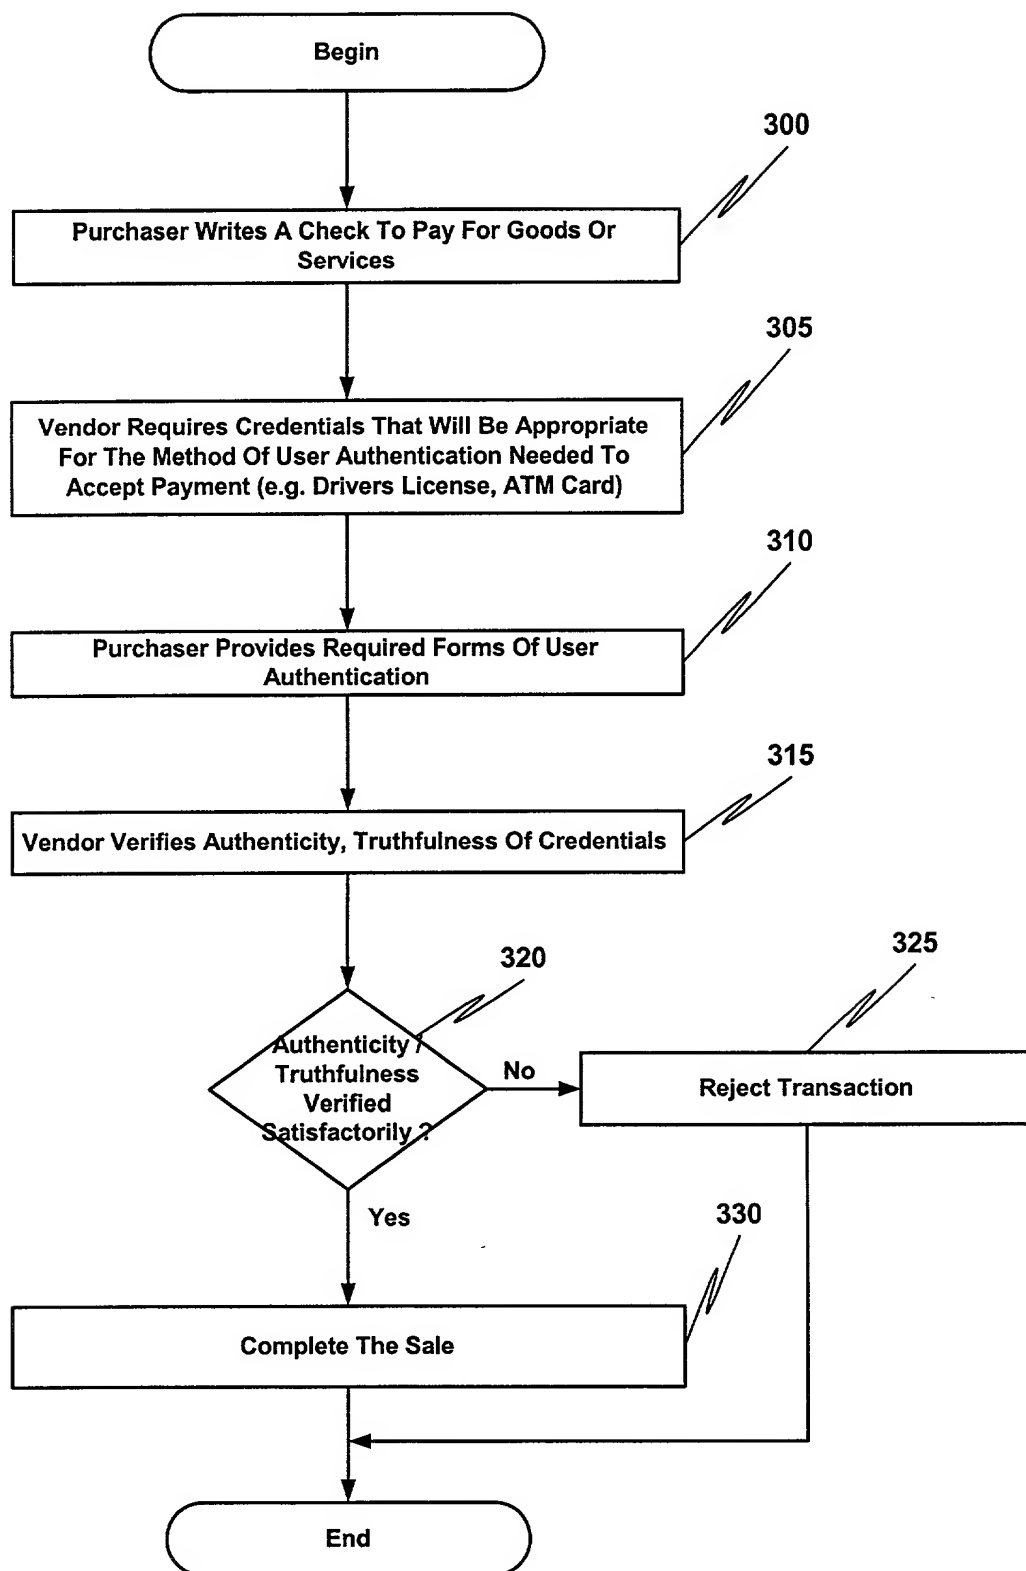 Begin
300
Purchaser Writes A Check To Pay For Goods Or
Services
305
Vendor Requires Credentials That Will Be Appropriate
For The Method Of User Authentication Needed To
Accept Payment (e.g. Drivers License, ATM Card)
310
Purchaser Provides Required Forms Of User
Authentication
315
Vendor Verifies Authenticity, Truthfulness Of Credentials
320
325
Authenticity /
Truthfulness
Verified
Satisfactorily ?
No
Reject Transaction
Yes
330
Complete The Sale
End